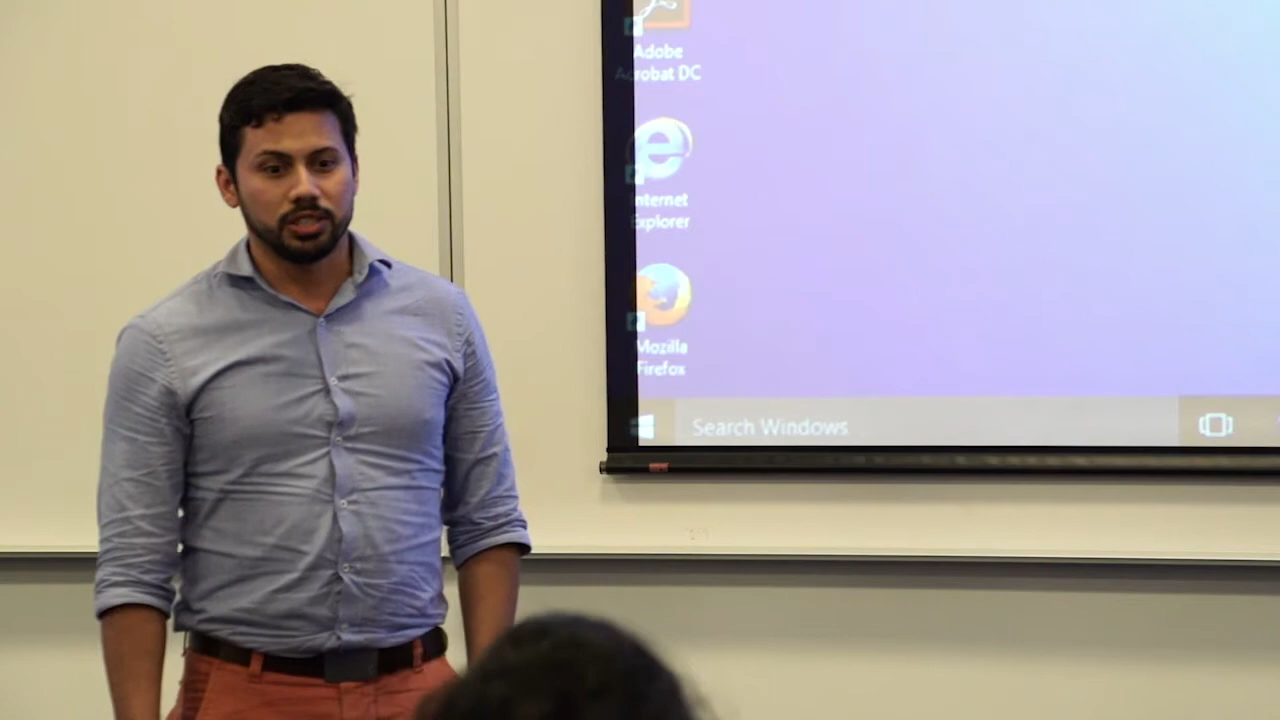 Adobe
Acrobat DC
Internet
Explorer
Mozilla
Firefox
Search Windows